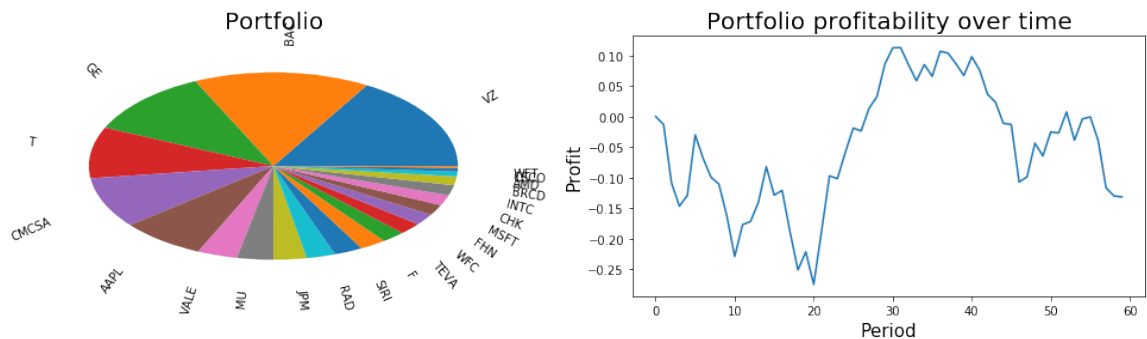 Portfolio
BAC
GE
VZ
T
CMCSA
AAPL
VALE
MU
JPM
RAD
SIRI
F
TEVA
WFC
FHN
MSFT
CHK
INTC
BRCD
AMD
Portfolio profitability over time
Profit
0.10
0.05
0.00
−0.05
−0.10
−0.15
−0.20
−0.25
0
10
20
30
40
50
60
Period